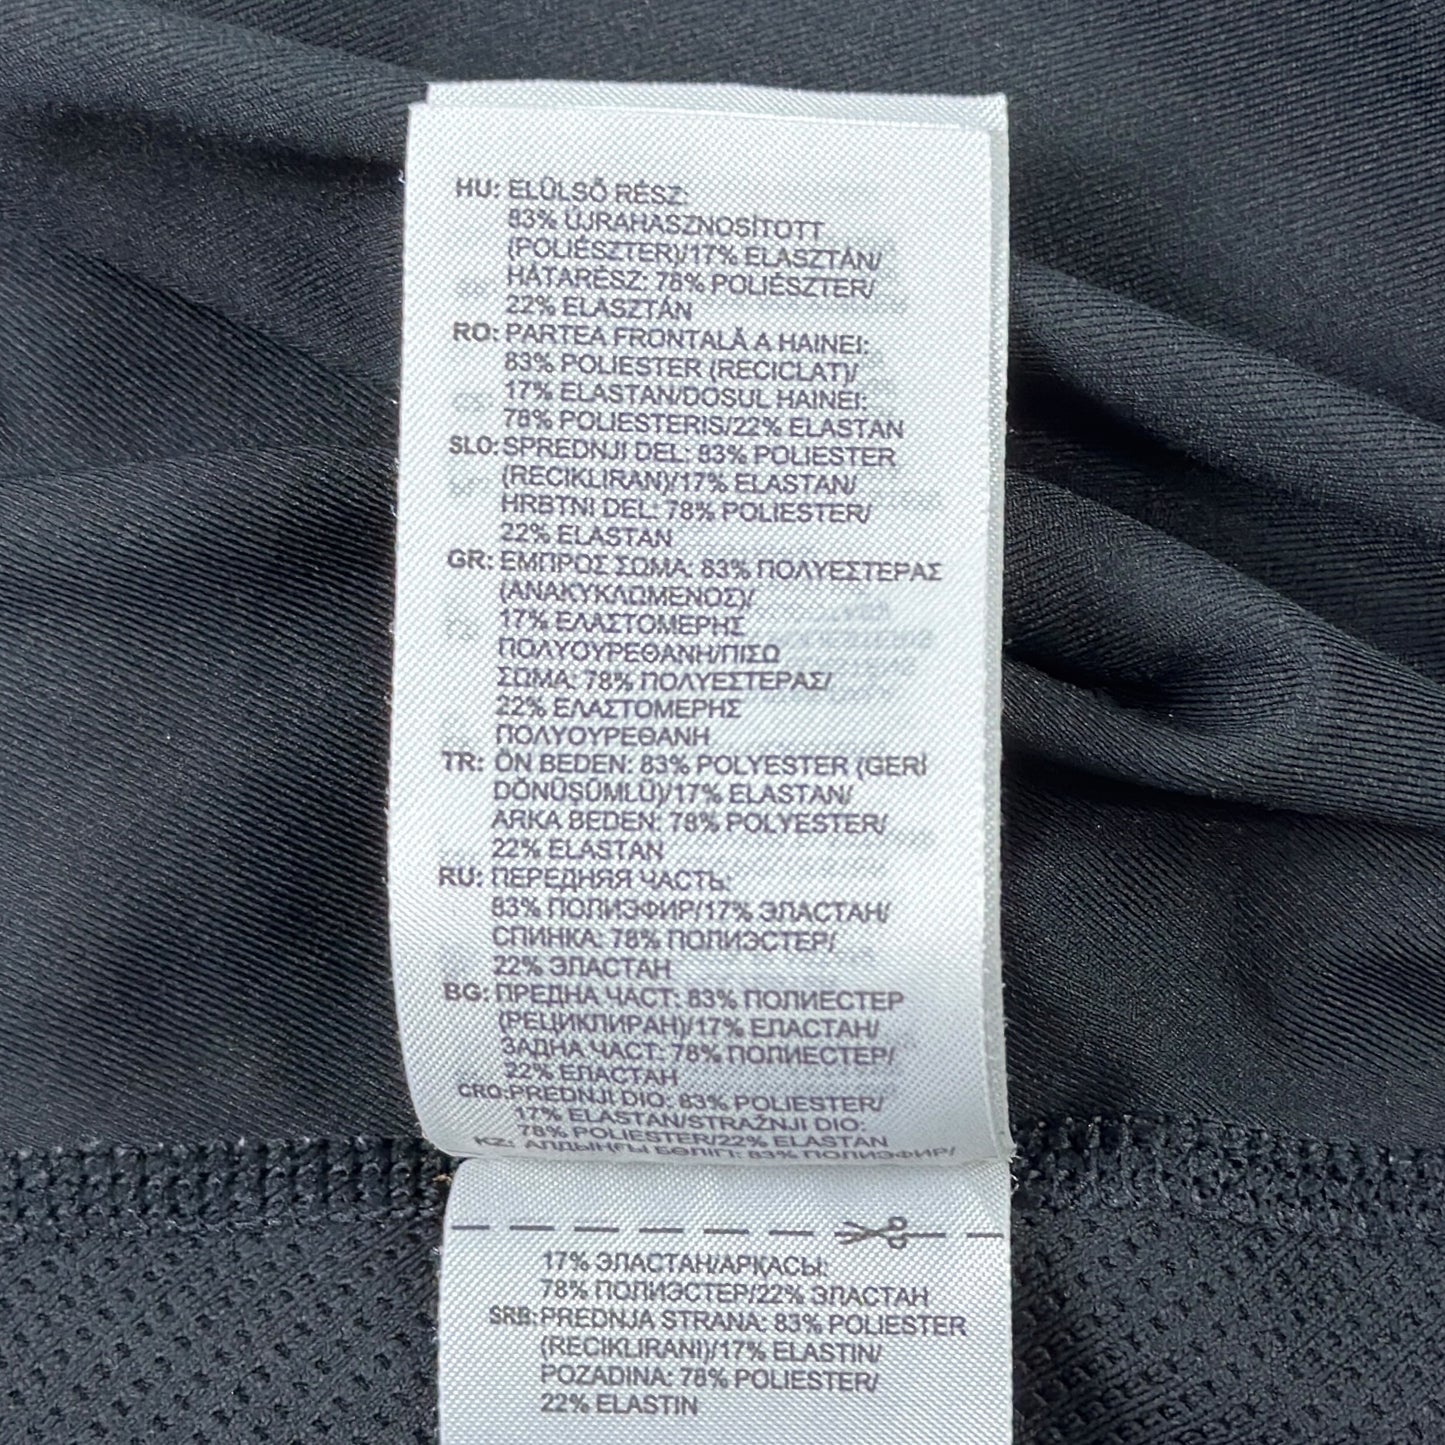 HU: ELÜLSŐ RÉSZ:
83% ÚJRAHASZNOSÍTOTT
(POLIÉSZTER)/17% ELASZTÁN/
HÁTARÉSZ: 78% POLIÉSZTER/
22% ELASZTÁN
RO: PARTEA FRONTALĂ A HAINEI:
83% POLIESTER (RECICLAT)/
17% ELASTAN/DOSUL HAINEI:
78% POLIESTERIS/22% ELASTAN
SLO: SPREDNJI DEL: 83% POLIESTER
(RECIKLIRAN)/17% ELASTAN/
HRBTNI DEL: 78% POLIESTER/
22% ELASTAN
GR: ΕΜΠΡΟΣ ΣΩΜΑ: 83% ΠΟΛΥΕΣΤΕΡΑΣ
(ΑΝΑΚΥΚΛΩΜΕΝΟΣ)/
17% ΕΛΑΣΤΟΜΕΡΗΣ
ΠΟΛΥΟΥΡΕΘΑΝΗ/ΠΙΣΩ
ΣΩΜΑ: 78% ΠΟΛΥΕΣΤΕΡΑΣ/
22% ΕΛΑΣΤΟΜΕΡΗΣ
ΠΟΛΥΟΥΡΕΘΑΝΗ
TR: ÖN BEDEN: 83% POLYESTER (GERİ
DÖNÜŞÜMLÜ)/17% ELASTAN/
ARKA BEDEN: 78% POLYESTER/
22% ELASTAN
RU: ПЕРЕДНЯЯ ЧАСТЬ:
83% ПОЛИЭФИР/17% ЭЛАСТАН/
СПИНКА: 78% ПОЛИЭСТЕР/
22% ЭЛАСТАН
BG: ПРЕДНА ЧАСТ: 83% ПОЛИЕСТЕР
(РЕЦИКЛИРАН)/17% ЕЛАСТАН/
ЗАДНА ЧАСТ: 78% ПОЛИЕСТЕР/
22% ЕЛАСТАН
CRO: PREDNJI DIO: 83% POLIESTER/
17% ELASTAN/STRAŽNJI DIO:
78% POLIESTER/22% ELASTAN
KZ: АЛДЫҢҒЫ БӨЛІГІ: 83% ПОЛИЭФИР/
17% ЭЛАСТАН/АРҚАСЫ:
78% ПОЛИЭСТЕР/22% ЭЛАСТАН
SRB: PREDNJA STRANA: 83% POLIESTER
(RECIKLIRANI)/17% ELASTIN/
POZADINA: 78% POLIESTER/
22% ELASTIN